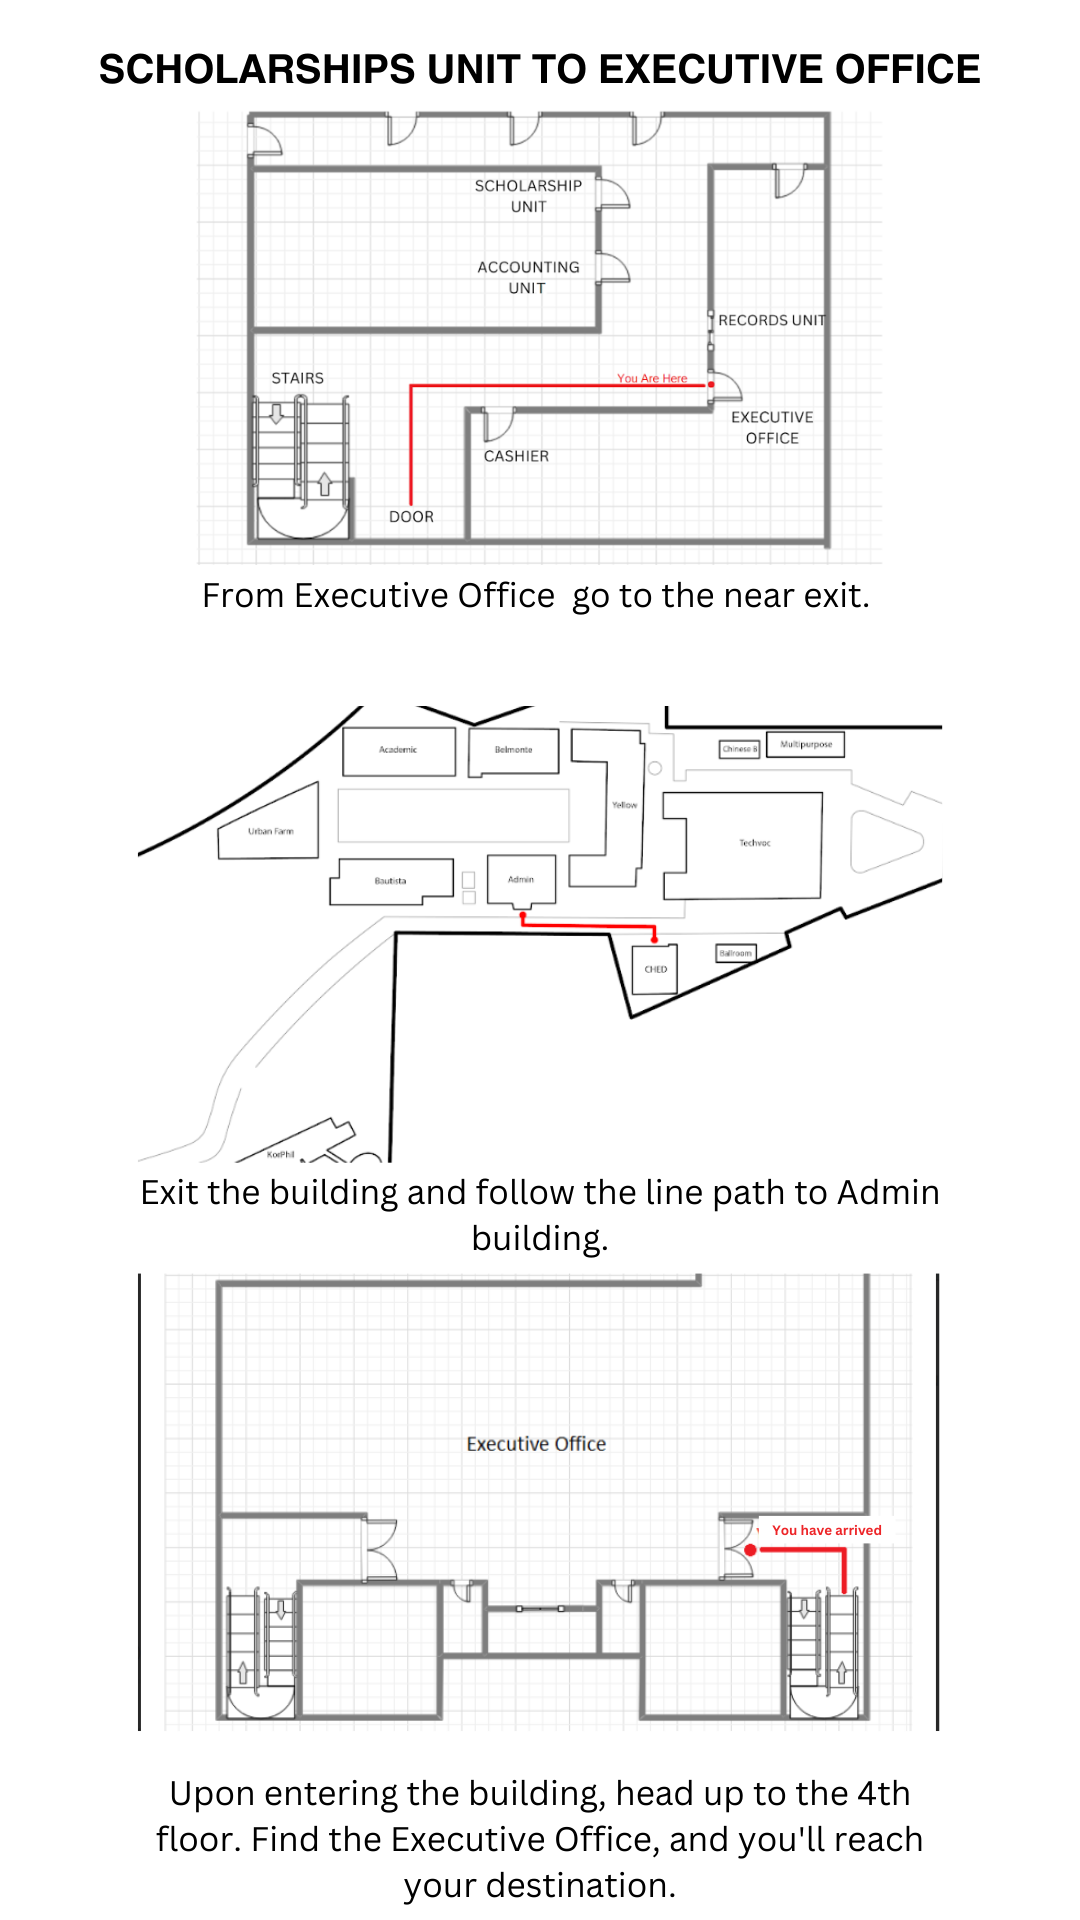 SCHOLARSHIPS UNIT TO EXECUTIVE OFFICE
SCHOLARSHIP
UNIT
ACCOUNTING
UNIT
RECORDS UNIT
STAIRS
You Are Here
EXECUTIVE
OFFICE
CASHIER
DOOR
From Executive Office go to the near exit.
Academic
Belmonte
Chinese B
Multipurpose
Yellow
Urban Farm
Techvoc
Bautista
Admin
CHED
Ballroom
KorPhil
Exit the building and follow the line path to Admin
building.
Executive Office
You have arrived
Upon entering the building, head up to the 4th
floor. Find the Executive Office, and you'll reach
your destination.